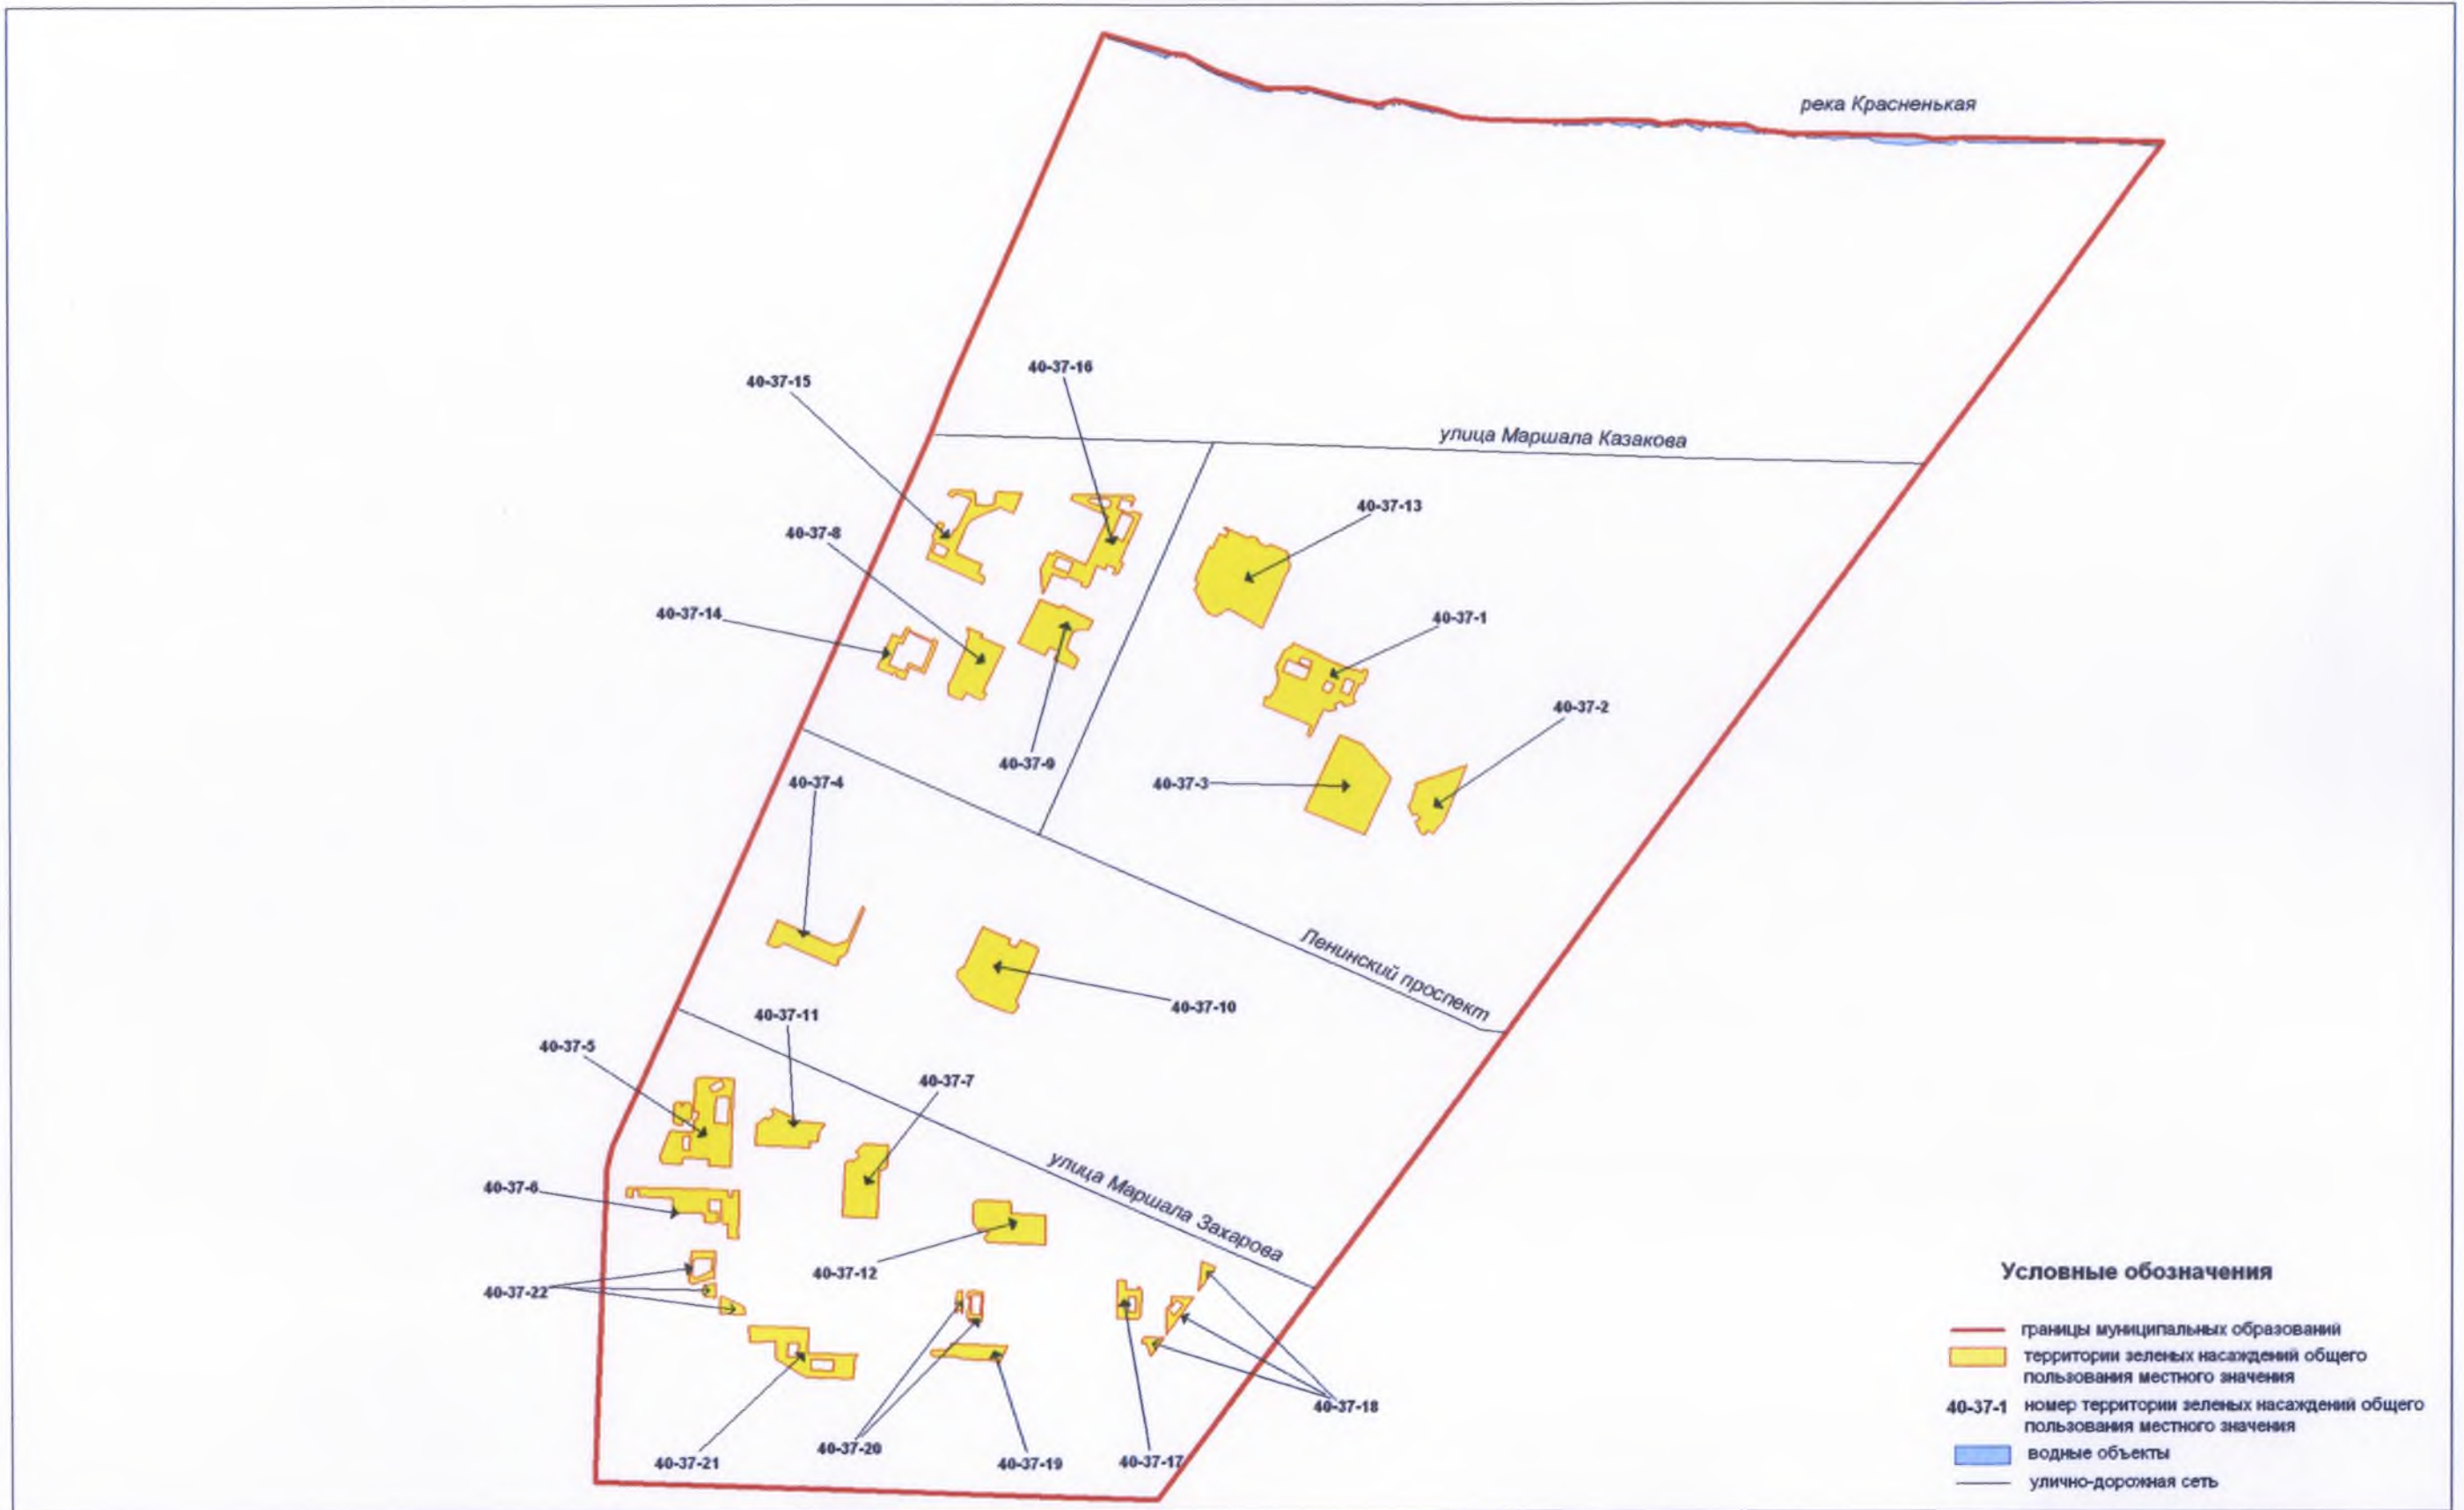 река Красненькая
40-37-16
40-37-15
улица Маршала Казакова
40-37-13
40-37-8
40-37-14
40-37-1
40-37-2
40-37-9
40-37-4
40-37-3
Ленинский проспект
40-37-10
40-37-11
40-37-5
40-37-7
улица Маршала Захарова
40-37-6
40-37-12
40-37-22
40-37-18
40-37-20
40-37-21
40-37-19
40-37-17
Условные обозначения
границы муниципальных образований
территории зеленых насаждений общего
пользования местного значения
40-37-1 номер территории зеленых насаждений общего
пользования местного значения
водные объекты
улично-дорожная сеть